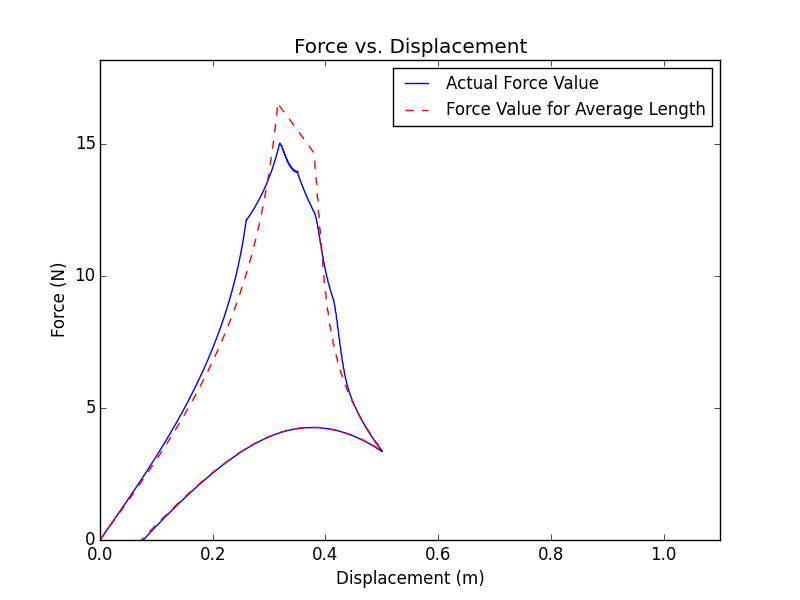 Force vs. Displacement
Actual Force Value
Force Value for Average Length
Force (N)
15
10
5
0
0.0 0.2 0.4 0.6 0.8 1.0
Displacement (m)